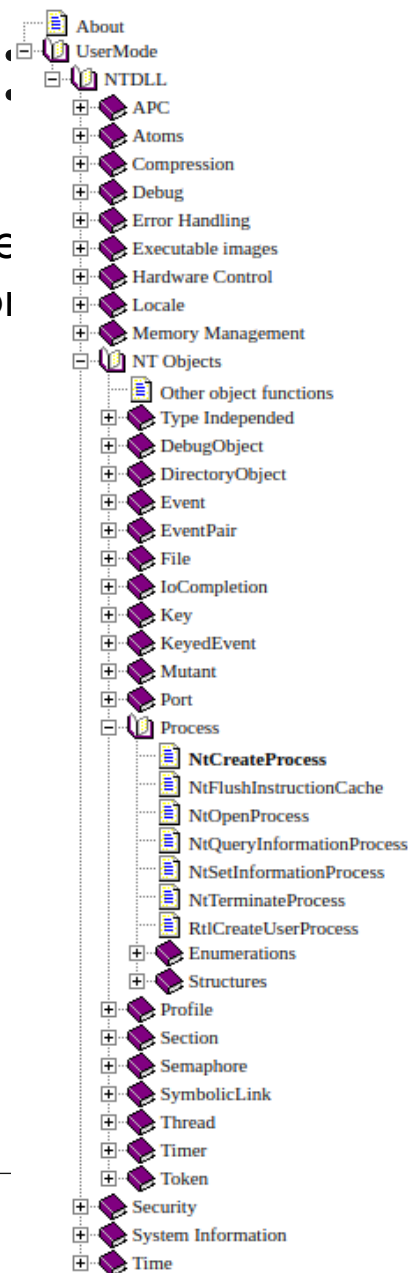 About
UserMode
NTDLL
APC
Atoms
Compression
Debug
Error Handling
Executable images
Hardware Control
Locale
Memory Management
NT Objects
Other object functions
Type Independed
DebugObject
DirectoryObject
Event
EventPair
File
IoCompletion
Key
KeyedEvent
Mutant
Port
Process
NtCreateProcess
NtFlushInstructionCache
NtOpenProcess
NtQueryInformationProcess
NtSetInformationProcess
NtTerminateProcess
RtlCreateUserProcess
Enumerations
Structures
Profile
Section
Semaphore
SymbolicLink
Thread
Timer
Token
Security
System Information
Time